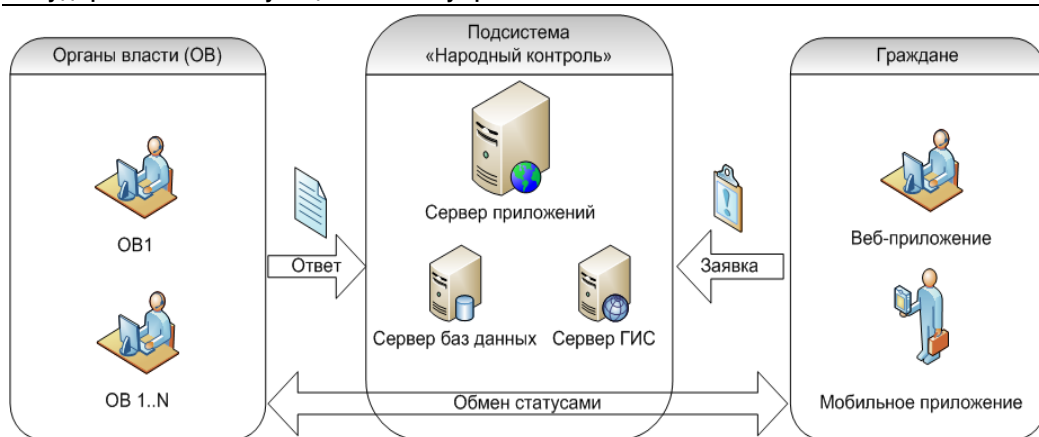 Органы власти (ОВ)
ОВ1
ОВ 1..N
Ответ
Подсистема
«Народный контроль»
Сервер приложений
Сервер баз данных
Сервер ГИС
Обмен статусами
Заявка
Граждане
Веб-приложение
Мобильное приложение